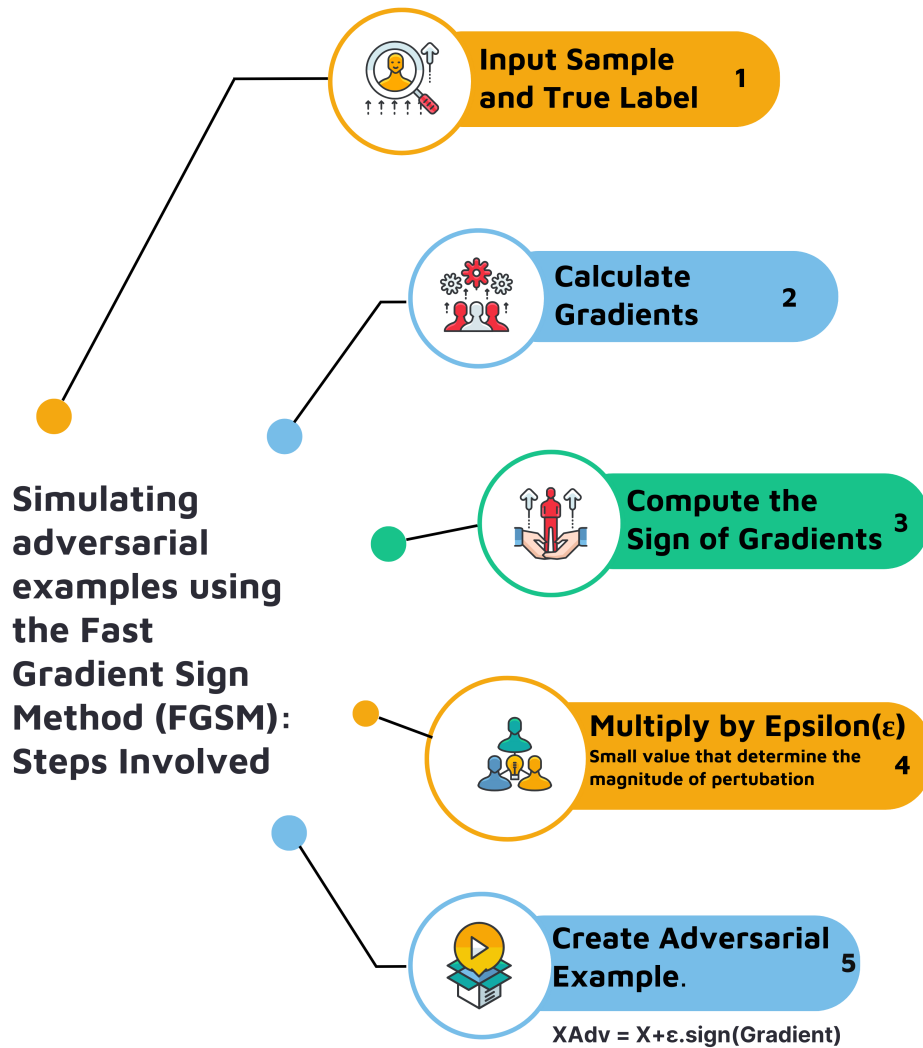 Input Sample
and True Label
1
Calculate
Gradients
2
Simulating
adversarial
examples using
the Fast
Gradient Sign
Method (FGSM):
Steps Involved
Compute the
Sign of Gradients
3
Multiply by Epsilon(ε)
Small value that determine the
magnitude of pertubation
4
Create Adversarial
Example.
5
XAdv = X+ε.sign(Gradient)